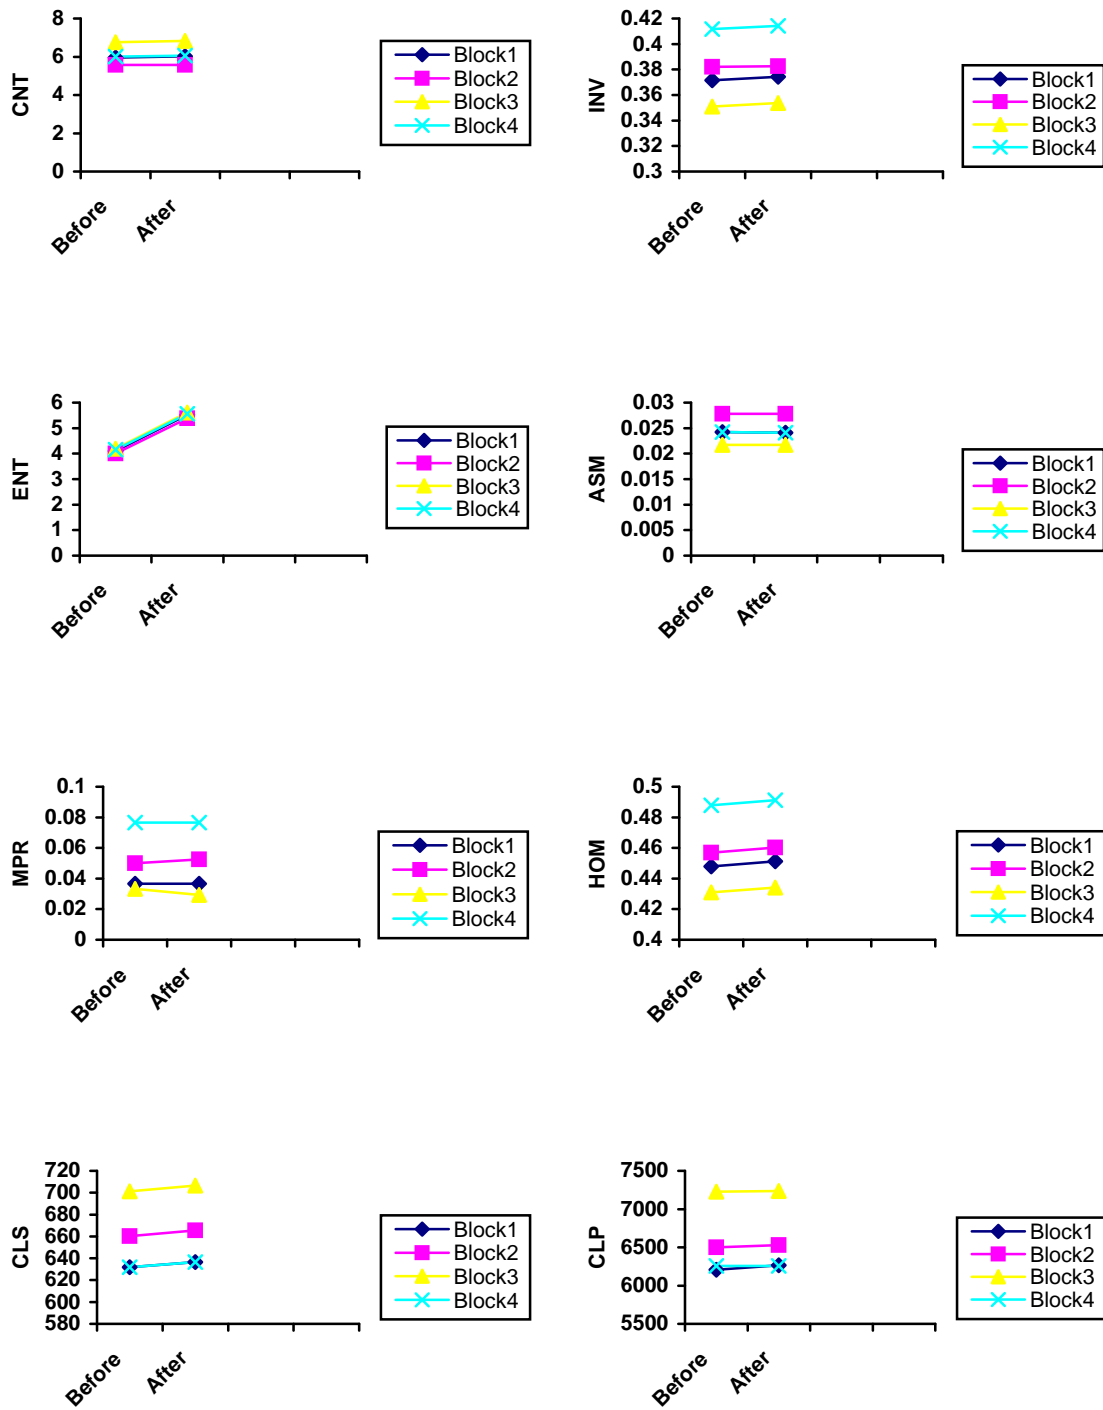 CNT
8
6
4
2
0
Before
After
Block1
Block2
Block3
Block4
INV
0.42
0.4
0.38
0.36
0.34
0.32
0.3
Before
After
Block1
Block2
Block3
Block4
ENT
6
5
4
3
2
1
0
Before
After
Block1
Block2
Block3
Block4
ASM
0.03
0.025
0.02
0.015
0.01
0.005
0
Before
After
Block1
Block2
Block3
Block4
MPR
0.1
0.08
0.06
0.04
0.02
0
Before
After
Block1
Block2
Block3
Block4
HOM
0.5
0.48
0.46
0.44
0.42
0.4
Before
After
Block1
Block2
Block3
Block4
CLS
720
700
680
660
640
620
600
580
Before
After
Block1
Block2
Block3
Block4
CLP
7500
7000
6500
6000
5500
Before
After
Block1
Block2
Block3
Block4